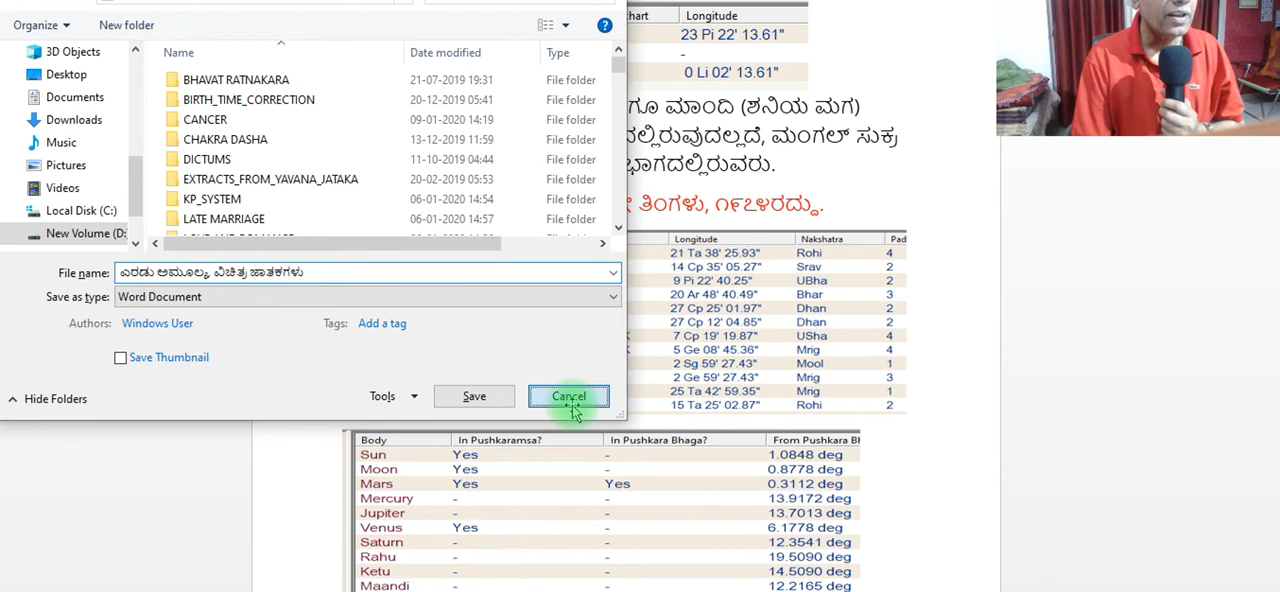 Organize
New folder
3D Objects
Desktop
Documents
Downloads
Music
Pictures
Videos
Local Disk (C:)
New Volume (D:
Name
Date modified
Type
BHAVAT RATNAKARA 21-07-2019 19:31 File folder
BIRTH_TIME_CORRECTION 20-12-2019 05:41 File folder
CANCER 09-01-2020 14:19 File folder
CHAKRA DASHA 13-12-2019 11:59 File folder
DICTUMS 11-10-2019 04:44 File folder
EXTRACTS_FROM_YAVANA_JATAKA 20-02-2019 05:53 File folder
KP_SYSTEM 06-01-2020 14:54 File folder
LATE MARRIAGE 06-01-2020 14:57 File folder
File name: ಎರಡು ಅಮೂಲ್ಯ, ವಿಚಿತ್ರ ಜಾತಕಗಳು
Save as type: Word Document
Authors: Windows User
Tags: Add a tag
Save Thumbnail
Hide Folders
Tools
Save
Cancel
hart Longitude
23 Pi 22' 13.61"
-
0 Li 02' 13.61"
ಗೂ ಮಾಂದಿ (ಶನಿಯ ಮಗ)
ನಲ್ಲಿರುವುದಲ್ಲದೆ, ಮಂಗಲ್ ಸುಕ್ರ
ಭಾಗದಲ್ಲಿರುವರು.
ತಿಂಗಳು, ೧೯೭೪ರದ್ದು.
Longitude Nakshatra Pad
21 Ta 38' 25.93" Rohi 4
14 Cp 35' 05.27" Srav 2
9 Pi 22' 40.25" UBha 2
20 Ar 48' 40.49" Bhar 3
27 Cp 25' 01.97" Dhan 2
27 Cp 12' 04.85" Dhan 2
7 Cp 19' 19.87" USha 4
5 Ge 08' 45.36" Mrig 4
2 Sg 59' 27.43" Mool 1
2 Ge 59' 27.43" Mrig 3
25 Ta 42' 59.35" Mrig 1
15 Ta 25' 02.87" Rohi 2
Body In Pushkaramsa? In Pushkara Bhaga? From Pushkara Bh
Sun Yes - 1.0848 deg
Moon Yes - 0.8778 deg
Mars Yes Yes 0.3112 deg
Mercury - - 13.9172 deg
Jupiter - - 13.7013 deg
Venus Yes - 6.1778 deg
Saturn - - 12.3541 deg
Rahu - - 19.5090 deg
Ketu - - 14.5090 deg
Maandi - - 12.2165 deg